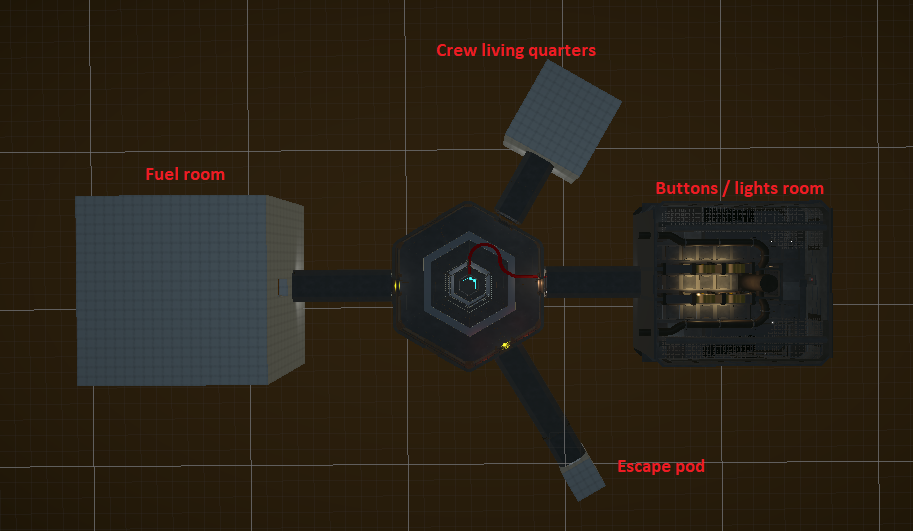 Crew living quarters
Fuel room
Buttons / lights room
Escape pod